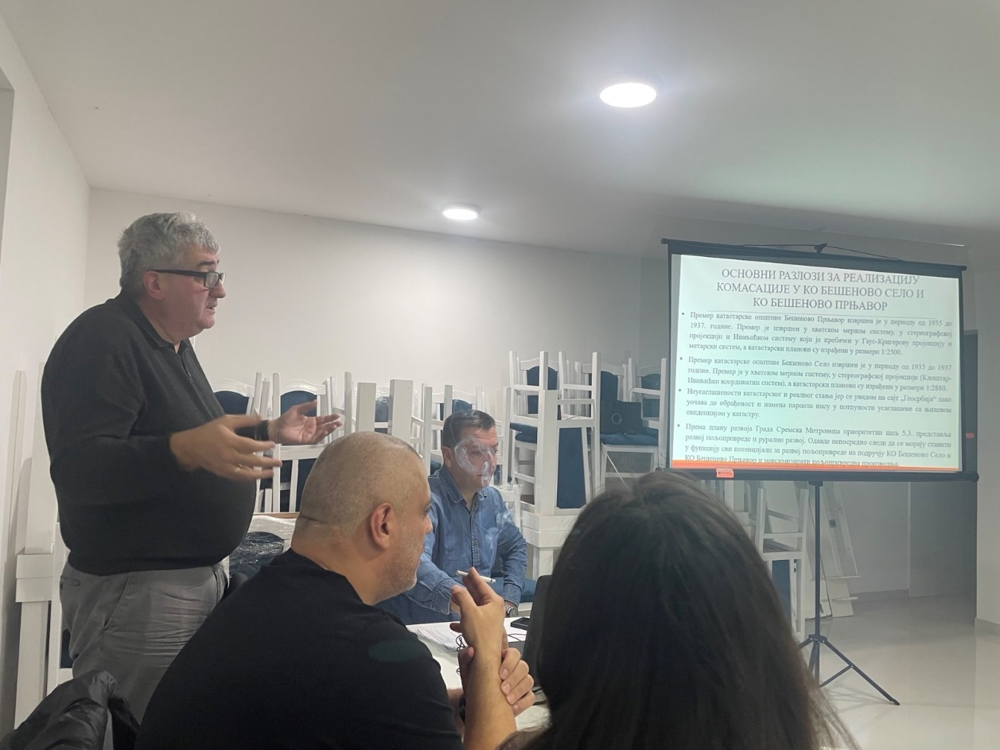 ОСНОВНИ РАЗЛОЗИ ЗА РЕАЛИЗАЦИЈУ
КОМАСАЦИЈЕ У КО БЕШЕНОВО СЕЛО И
КО БЕШЕНОВО ПРЊАВОР
• Премер катастарске општине Бешеново Прњавор извршен је у периоду од 1935 до
1937. године. Премер је извршен у хватском мерном систему, у стереографској
пројекцији и Иванићком систему који је пребачен у Гаус-Кригерову пројекцију и
метарски систем, а катастарски планови су израђени у размери 1:2500.
• Премер катастарске општине Бешеново Село извршен је у периоду од 1935 до 1937
године. Премер је у хватском мерном систему, у стереографској пројекцији (Клоштар-
Иванићки координатни систем), а катастарски планови су израђени у размери 1:2880.
• Неусаглашености катастарског и реалног стања јер се увидом на сајт „Геосрбија“ лако
уочава да обрађеност и намена парцела нису у потпуности усаглашене са њиховом
евиденцијом у катастру.
• Према плану развоја Града Сремска Митровица приоритетни циљ 5.3. представља
развој пољопривреде и рурални развој. Одавде непосредно следи да се морају ставити
у функцију сви потенцијали за развој пољопривреде на подручју КО Бешеново Село и
КО Бешеново Прњавор и максимизирати пољопривредна производња.